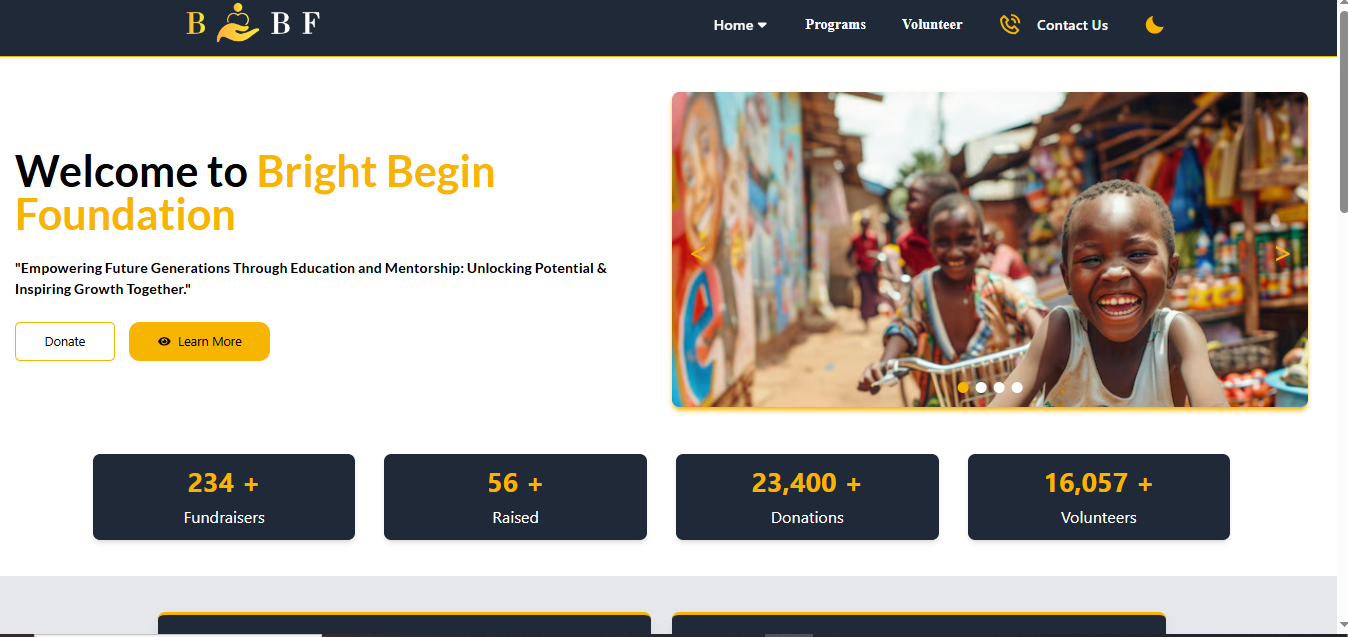 B B F
Home Programs Volunteer Contact Us
Welcome to Bright Begin
Foundation
"Empowering Future Generations Through Education and Mentorship: Unlocking Potential &
Inspiring Growth Together."
Donate Learn More
< >
234 + 56 + 23,400 + 16,057 +
Fundraisers Raised Donations Volunteers